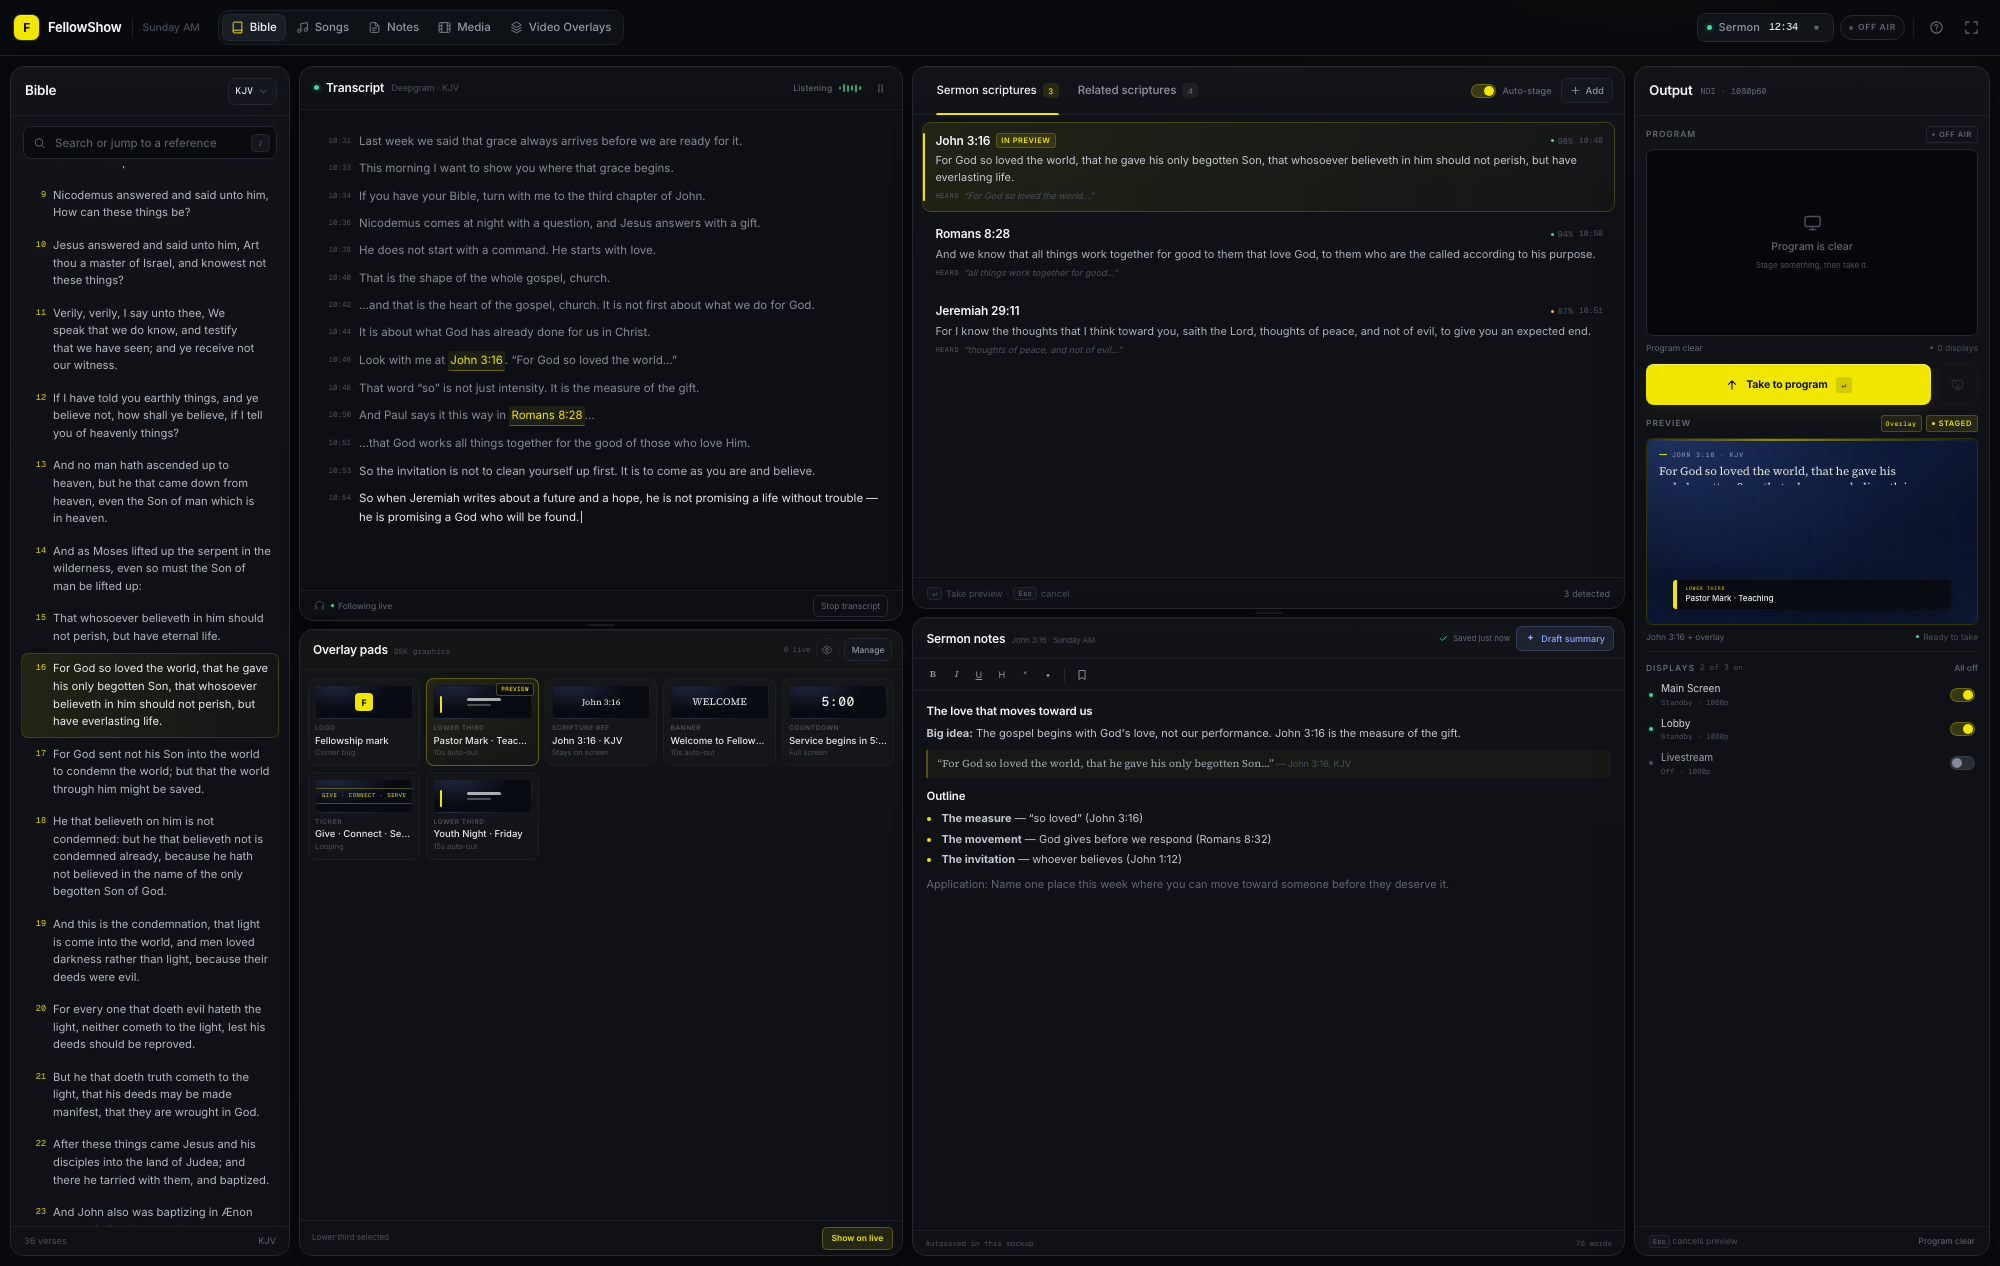 F FellowShow Sunday AM Bible Songs Notes Media Video Overlays Sermon 12:34 OFF AIR
Bible KJV
Search or jump to a reference /
9 Nicodemus answered and said unto him,
How can these things be?
10 Jesus answered and said unto him, Art
thou a master of Israel, and knowest not
these things?
11 Verily, verily, I say unto thee, We
speak that we do know, and testify
that we have seen; and ye receive not
our witness.
12 If I have told you earthly things, and ye
believe not, how shall ye believe, if I tell
you of heavenly things?
13 And no man hath ascended up to
heaven, but he that came down from
heaven, even the Son of man which is
in heaven.
14 And as Moses lifted up the serpent in the
wilderness, even so must the Son of
man be lifted up:
15 That whosoever believeth in him should
not perish, but have eternal life.
16 For God so loved the world, that he gave
his only begotten Son, that whosoever
believeth in him should not perish, but
have everlasting life.
17 For God sent not his Son into the world
to condemn the world; but that the world
through him might be saved.
18 He that believeth on him is not
condemned: but he that believeth not is
condemned already, because he hath
not believed in the name of the only
begotten Son of God.
19 And this is the condemnation, that light
is come into the world, and men loved
darkness rather than light, because their
deeds were evil.
20 For every one that doeth evil hateth the
light, neither cometh to the light, lest his
deeds should be reproved.
21 But he that doeth truth cometh to the
light, that his deeds may be made
manifest, that they are wrought in God.
22 After these things came Jesus and his
disciples into the land of Judea; and
there he tarried with them, and baptized.
23 And John also was baptizing in Ænon
36 verses KJV
Transcript Deepgram · KJV Listening
10:31 Last week we said that grace always arrives before we are ready for it.
10:33 This morning I want to show you where that grace begins.
10:34 If you have your Bible, turn with me to the third chapter of John.
10:36 Nicodemus comes at night with a question, and Jesus answers with a gift.
10:38 He does not start with a command. He starts with love.
10:40 That is the shape of the whole gospel, church.
10:42 …and that is the heart of the gospel, church. It is not first about what we do for God.
10:44 It is about what God has already done for us in Christ.
10:46 Look with me at John 3:16. “For God so loved the world…”
10:48 That word “so” is not just intensity. It is the measure of the gift.
10:50 And Paul says it this way in Romans 8:28…
10:51 …that God works all things together for the good of those who love Him.
10:53 So the invitation is not to clean yourself up first. It is to come as you are and believe.
10:54 So when Jeremiah writes about a future and a hope, he is not promising a life without trouble —
he is promising a God who will be found.
Following live Stop transcript
Overlay pads DSK graphics 0 live Manage
F
LOGO
Fellowship mark
Corner bug
PREVIEW
LOWER THIRD
Pastor Mark · Teac…
10s auto-out
John 3:16
SCRIPTURE REF
John 3:16 · KJV
Stays on screen
WELCOME
BANNER
Welcome to Fellow…
10s auto-out
5:00
COUNTDOWN
Service begins in 5:…
Full screen
GIVE · CONNECT · SERVE
TICKER
Give · Connect · Se…
Looping
LOWER THIRD
Youth Night · Friday
15s auto-out
Lower third selected Show on live
Sermon scriptures 3 Related scriptures 4 Auto-stage + Add
John 3:16 IN PREVIEW 98% 10:48
For God so loved the world, that he gave his only begotten Son, that whosoever believeth in him should not perish, but have
everlasting life.
HEARD “For God so loved the world…”
Romans 8:28 94% 10:50
And we know that all things work together for good to them that love God, to them who are the called according to his purpose.
HEARD “all things work together for good…”
Jeremiah 29:11 87% 10:51
For I know the thoughts that I think toward you, saith the Lord, thoughts of peace, and not of evil, to give you an expected end.
HEARD “thoughts of peace, and not of evil…”
↵ Take preview · Esc cancel 3 detected
Sermon notes John 3:16 · Sunday AM Saved just now Draft summary
B I U H " •
The love that moves toward us
Big idea: The gospel begins with God's love, not our performance. John 3:16 is the measure of the gift.
“For God so loved the world, that he gave his only begotten Son…” — John 3:16, KJV
Outline
• The measure — “so loved” (John 3:16)
• The movement — God gives before we respond (Romans 8:32)
• The invitation — whoever believes (John 1:12)
Application: Name one place this week where you can move toward someone before they deserve it.
Autosaved in this mockup 76 words
Output NDI · 1080p60
PROGRAM OFF AIR
Program is clear
Stage something, then take it.
Program clear 0 displays
Take to program ↵
PREVIEW Overlay STAGED
JOHN 3:16 · KJV
For God so loved the world, that he gave his
LOWER THIRD
Pastor Mark · Teaching
John 3:16 + overlay Ready to take
DISPLAYS 2 of 3 on All off
Main Screen
Standby · 1080p
Lobby
Standby · 1080p
Livestream
Off · 1080p
Esc cancels preview Program clear